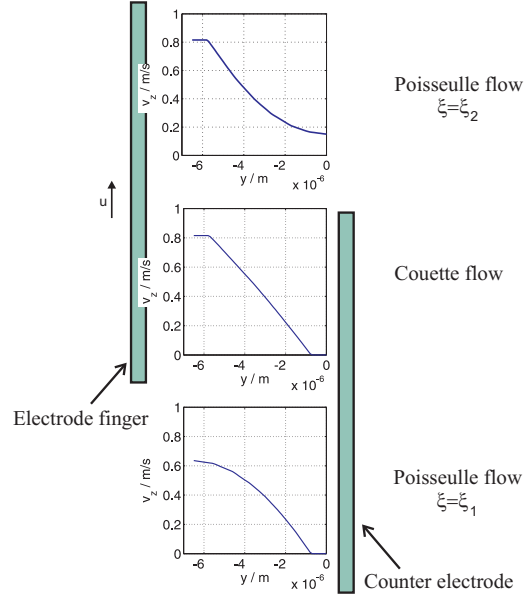 1
0.8
0.6
0.4
0.2
0
v_z / m/s
-6 -4 -2 0
y / m x 10^-6
Poisseulle flow
ξ=ξ_2
u
1
0.8
0.6
0.4
0.2
0
v_z / m/s
-6 -4 -2 0
y / m x 10^-6
Couette flow
Electrode finger
1
0.8
0.6
0.4
0.2
0
v_z / m/s
-6 -4 -2 0
y / m x 10^-6
Poisseulle flow
ξ=ξ_1
Counter electrode